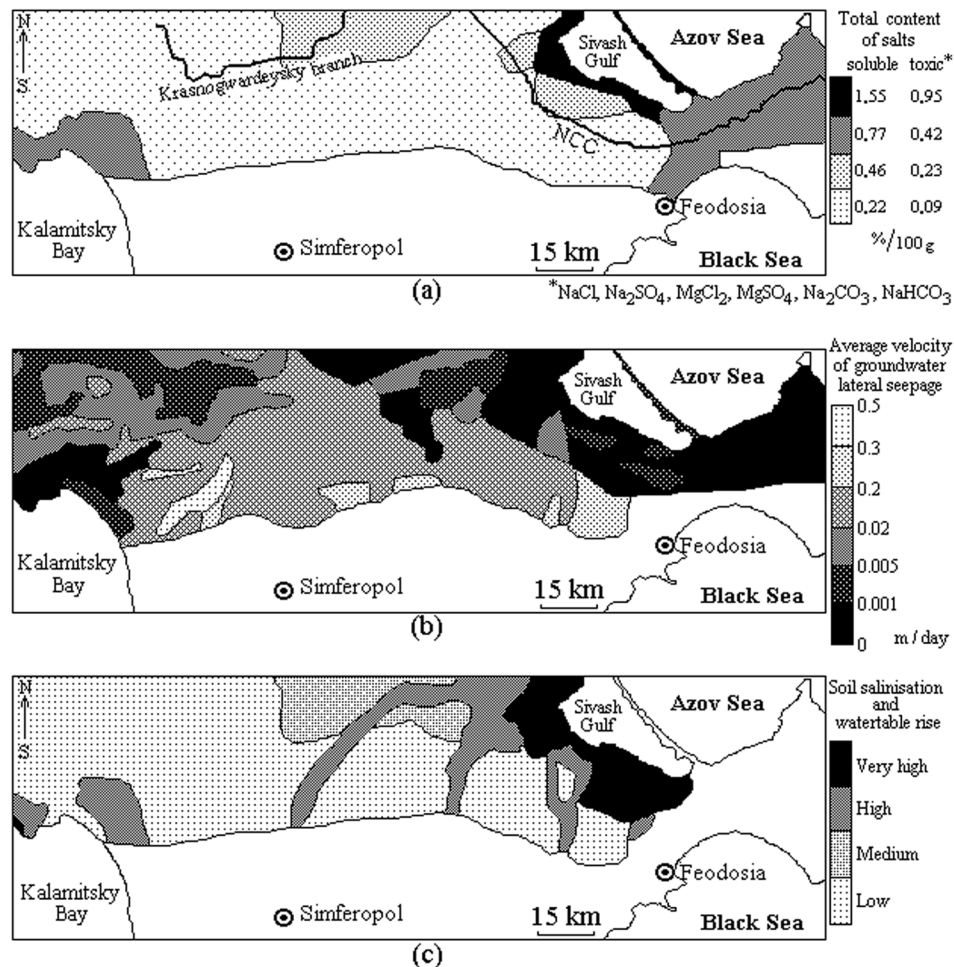 (a)
N
S
Krasnogwardeysky branch
Sivash
Gulf
Azov Sea
NCC
Kalamitsky
Bay
Simferopol
15 km
Feodosia
Black Sea
Total content
of salts
soluble toxic*
1.55 0.95
0.77 0.42
0.46 0.23
0.22 0.09
%/100 g
(a)
*NaCl, Na₂SO₄, MgCl₂, MgSO₄, Na₂CO₃, NaHCO₃
Sivash
Gulf
Azov Sea
Kalamitsky
Bay
Simferopol
15 km
Feodosia
Black Sea
Average velocity
of groundwater
lateral seepage
0.5
0.3
0.2
0.02
0.005
0.001
0 m / day
(b)
N
S
Sivash
Gulf
Azov Sea
Kalamitsky
Bay
Simferopol
15 km
Feodosia
Black Sea
Soil salinisation
and
watertable rise
Very high
High
Medium
Low
(c)